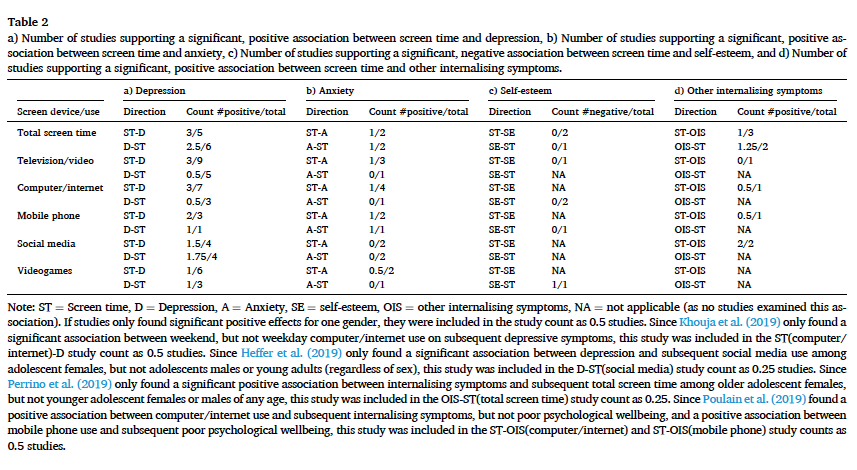 Table 2
a) Number of studies supporting a significant, positive association between screen time and depression, b) Number of studies supporting a significant, positive as-
sociation between screen time and anxiety, c) Number of studies supporting a significant, negative association between screen time and self-esteem, and d) Number of
studies supporting a significant, positive association between screen time and other internalising symptoms.
a) Depression b) Anxiety c) Self-esteem d) Other internalising symptoms
Screen device/use Direction Count #positive/total Direction Count #positive/total Direction Count #negative/total Direction Count #positive/total
Total screen time ST-D 3/5 ST-A 1/2 ST-SE 0/2 ST-OIS 1/3
D-ST 2.5/6 A-ST 1/2 SE-ST 0/1 OIS-ST 1.25/2
Television/video ST-D 3/9 ST-A 1/3 ST-SE 0/1 ST-OIS 0/1
D-ST 0.5/5 A-ST 0/1 SE-ST NA OIS-ST NA
Computer/internet ST-D 3/7 ST-A 1/4 ST-SE NA ST-OIS 0.5/1
D-ST 0.5/3 A-ST 0/1 SE-ST 0/2 OIS-ST NA
Mobile phone ST-D 2/3 ST-A 1/2 ST-SE NA ST-OIS 0.5/1
D-ST 1/1 A-ST 1/1 SE-ST 0/1 OIS-ST NA
Social media ST-D 1.5/4 ST-A 0/2 ST-SE NA ST-OIS 2/2
D-ST 1.75/4 A-ST 0/2 SE-ST NA OIS-ST NA
Videogames ST-D 1/6 ST-A 0.5/2 ST-SE NA ST-OIS NA
D-ST 1/3 A-ST 0/1 SE-ST 1/1 OIS-ST NA
Note: ST = Screen time, D = Depression, A = Anxiety, SE = self-esteem, OIS = other internalising symptoms, NA = not applicable (as no studies examined this as-
sociation). If studies only found significant positive effects for one gender, they were included in the study count as 0.5 studies. Since Khouja et al. (2019) only found a
significant association between weekend, but not weekday computer/internet use on subsequent depressive symptoms, this study was included in the ST(computer/
internet)-D study count as 0.5 studies. Since Heffer et al. (2019) only found a significant association between depression and subsequent social media use among
adolescent females, but not adolescents males or young adults (regardless of sex), this study was included in the D-ST(social media) study count as 0.25 studies. Since
Perrino et al. (2019) only found a significant positive association between internalising symptoms and subsequent total screen time among older adolescent females,
but not younger adolescent females or males of any age, this study was included in the OIS-ST(total screen time) study count as 0.25. Since Poulain et al. (2019) found a
positive association between computer/internet use and subsequent internalising symptoms, but not poor psychological wellbeing, and a positive association between
mobile phone use and subsequent poor psychological wellbeing, this study was included in the ST-OIS(computer/internet) and ST-OIS(mobile phone) study counts as
0.5 studies.